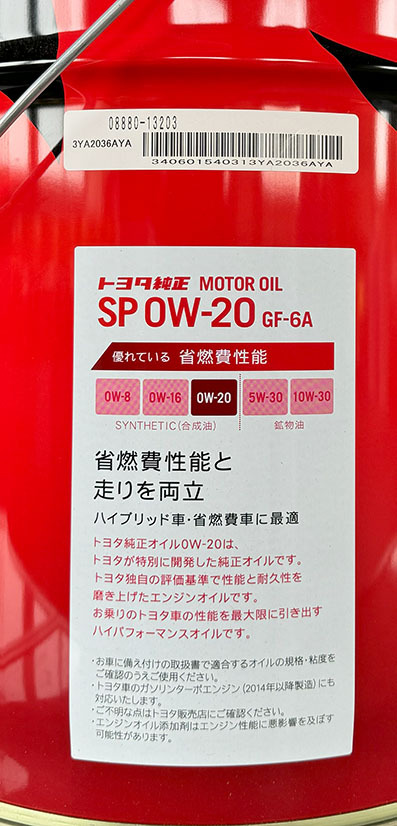 08880-13203
3YA2036AYA
340601540313YA2036AYA
トヨタ純正 MOTOR OIL
SP 0W-20 GF-6A
優れている 省燃費性能
0W-8 0W-16 0W-20 5W-30 10W-30
SYNTHETIC(合成油) 鉱物油
省燃費性能と
走りを両立
ハイブリッド車・省燃費車に最適
トヨタ純正オイル0W-20は、
トヨタが特別に開発した純正オイルです。
トヨタ独自の評価基準で性能と耐久性を
磨き上げたエンジンオイルです。
お乗りのトヨタ車の性能を最大限に引き出す
ハイパフォーマンスオイルです。
・お車に備え付けの取扱書で適合するオイルの規格・粘度を
ご確認のうえご使用ください。
・トヨタ車のガソリンターボエンジン(2014年以降製造)にも
対応いたします。
・ご不明な点はトヨタ販売店にご確認ください。
・エンジンオイル添加剤はエンジン性能に悪影響を及ぼす
可能性があります。